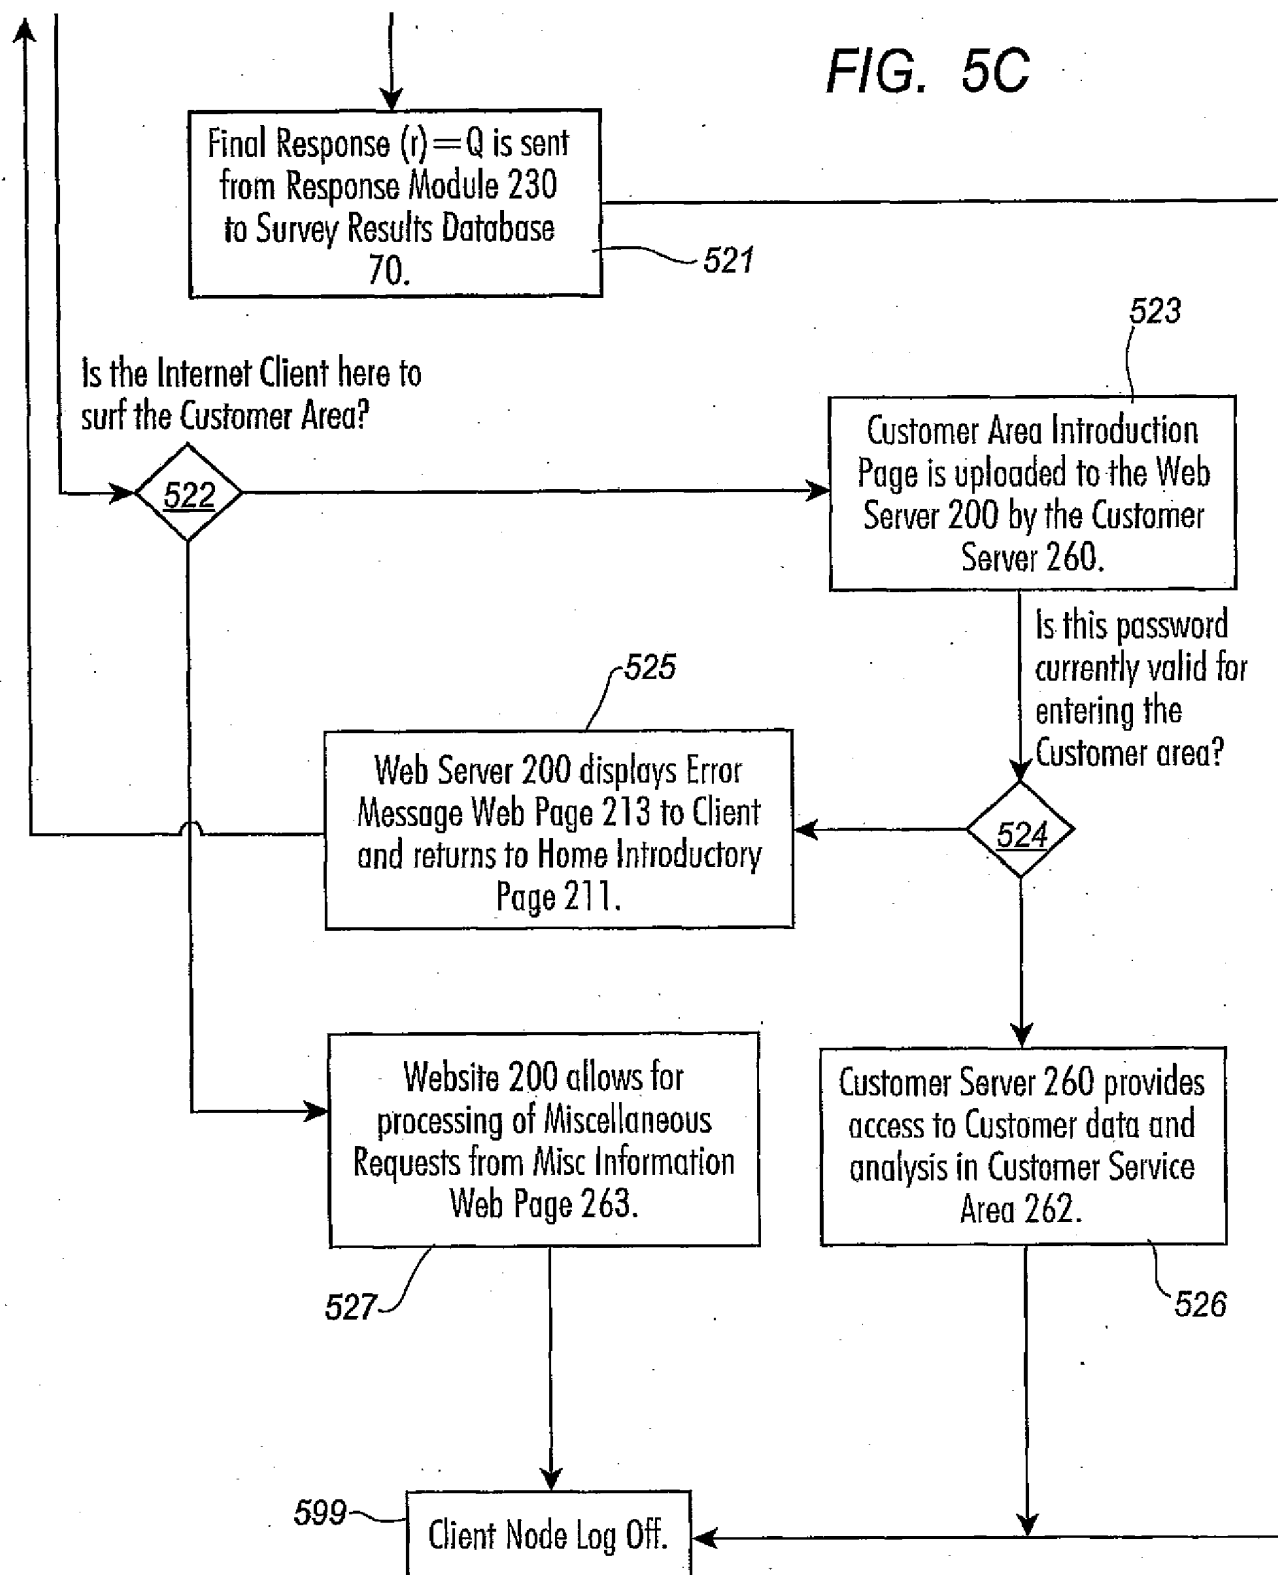 FIG. 5C
Final Response (r)=Q is sent
from Response Module 230
to Survey Results Database
70.
521
523
Is the Internet Client here to
surf the Customer Area?
522
Customer Area Introduction
Page is uploaded to the Web
Server 200 by the Customer
Server 260.
Is this password
currently valid for
entering the
Customer area?
525
Web Server 200 displays Error
Message Web Page 213 to Client
and returns to Home Introductory
Page 211.
524
Website 200 allows for
processing of Miscellaneous
Requests from Misc Information
Web Page 263.
527
Customer Server 260 provides
access to Customer data and
analysis in Customer Service
Area 262.
526
599
Client Node Log Off.